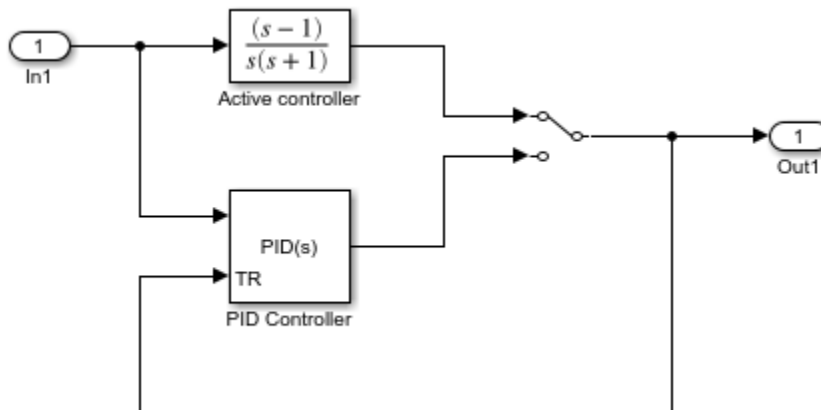 1
In1
(s − 1)
s(s + 1)
Active controller
1
Out1
PID(s)
TR
PID Controller